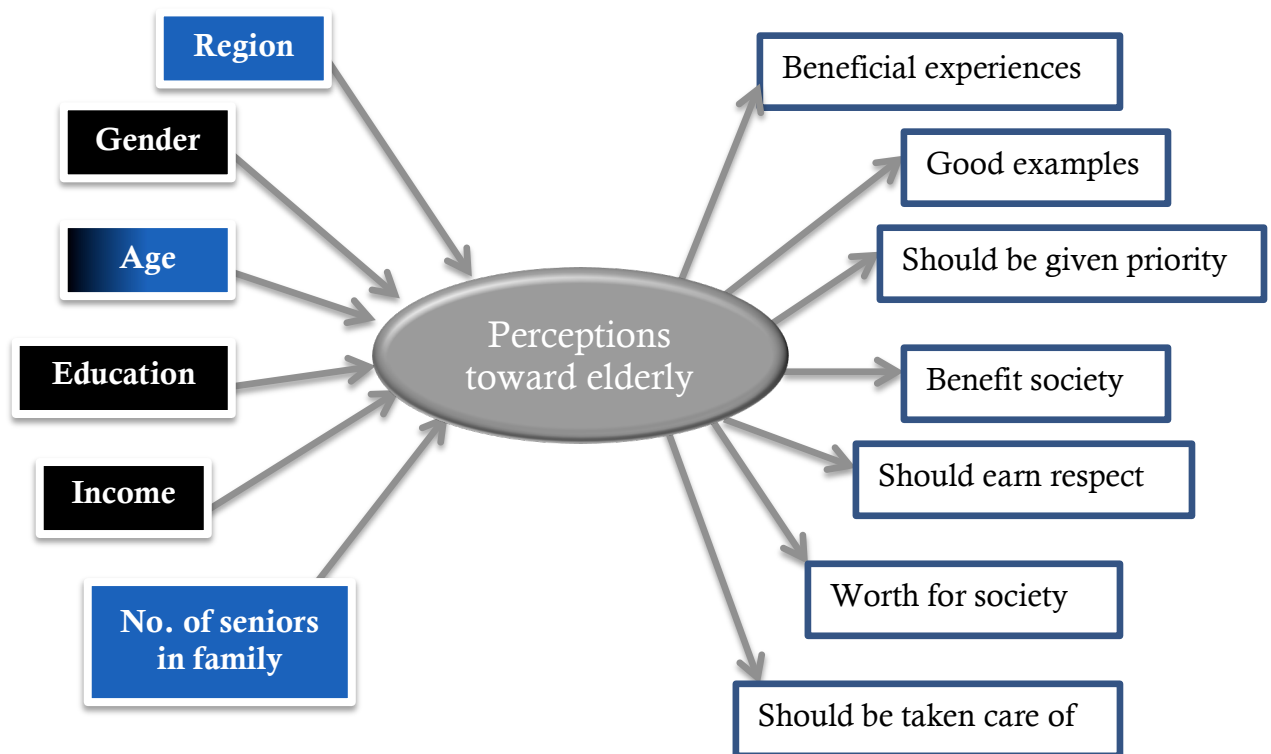 Region
Gender
Age
Education
Income
No. of seniors
in family
Perceptions
toward elderly
Beneficial experiences
Good examples
Should be given priority
Benefit society
Should earn respect
Worth for society
Should be taken care of